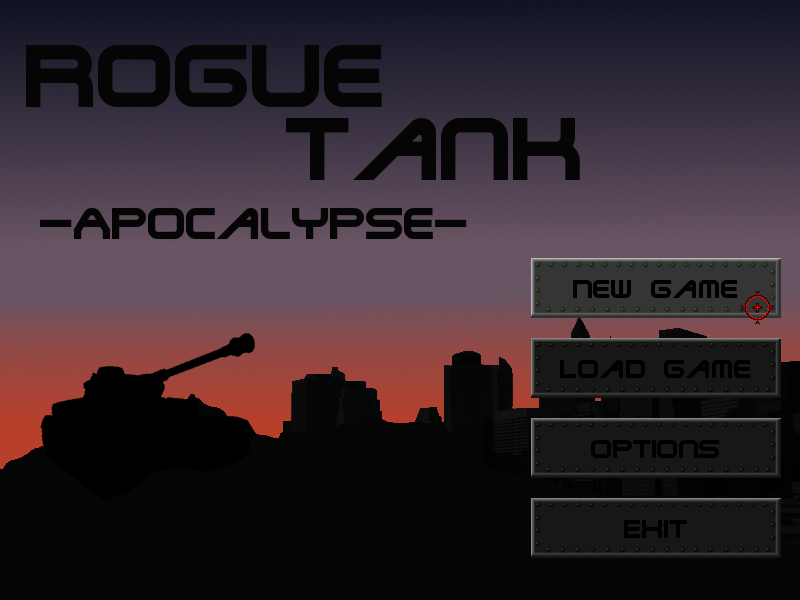 ROGUE
TANK
-APOCALYPSE-
NEW GAME
LOAD GAME
OPTIONS
EXIT